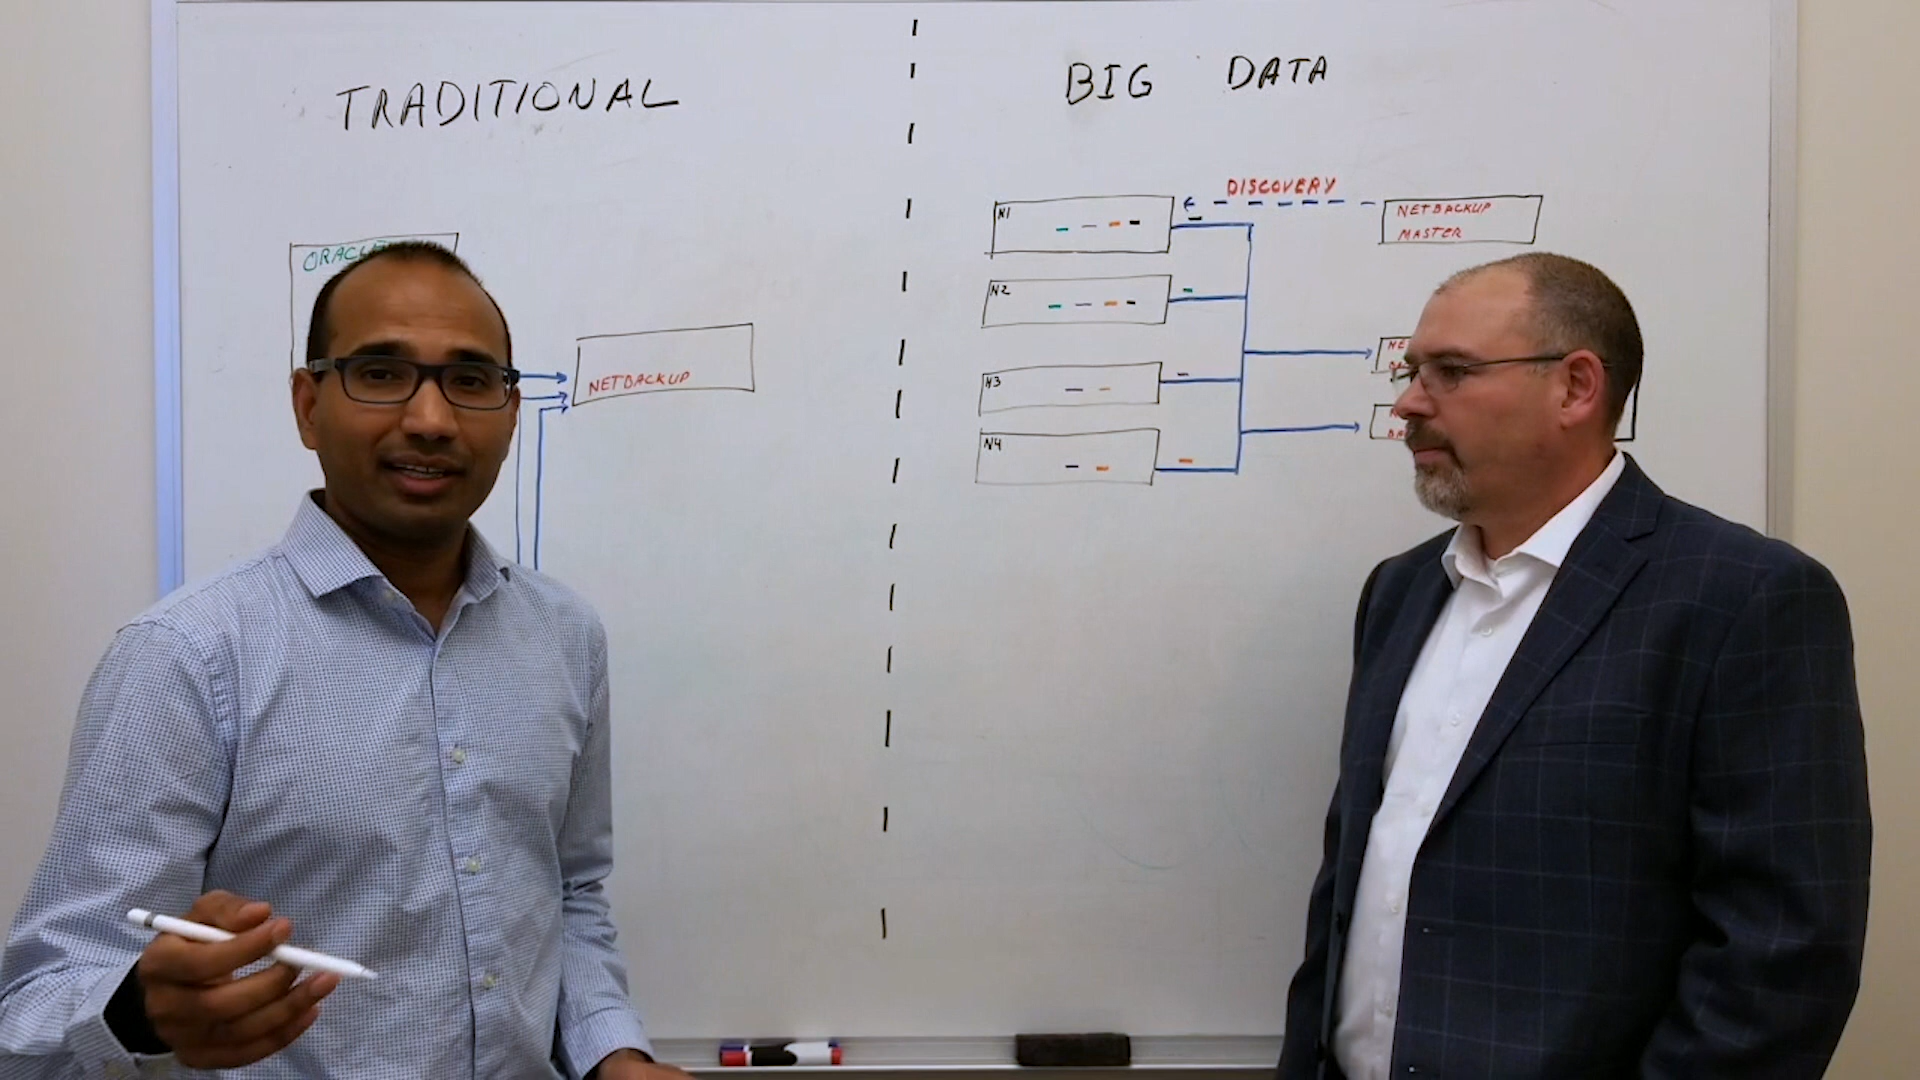 TRADITIONAL
BIG DATA
DISCOVERY
NETBACKUP
MASTER
N1
N2
N3
N4
NETBACKUP